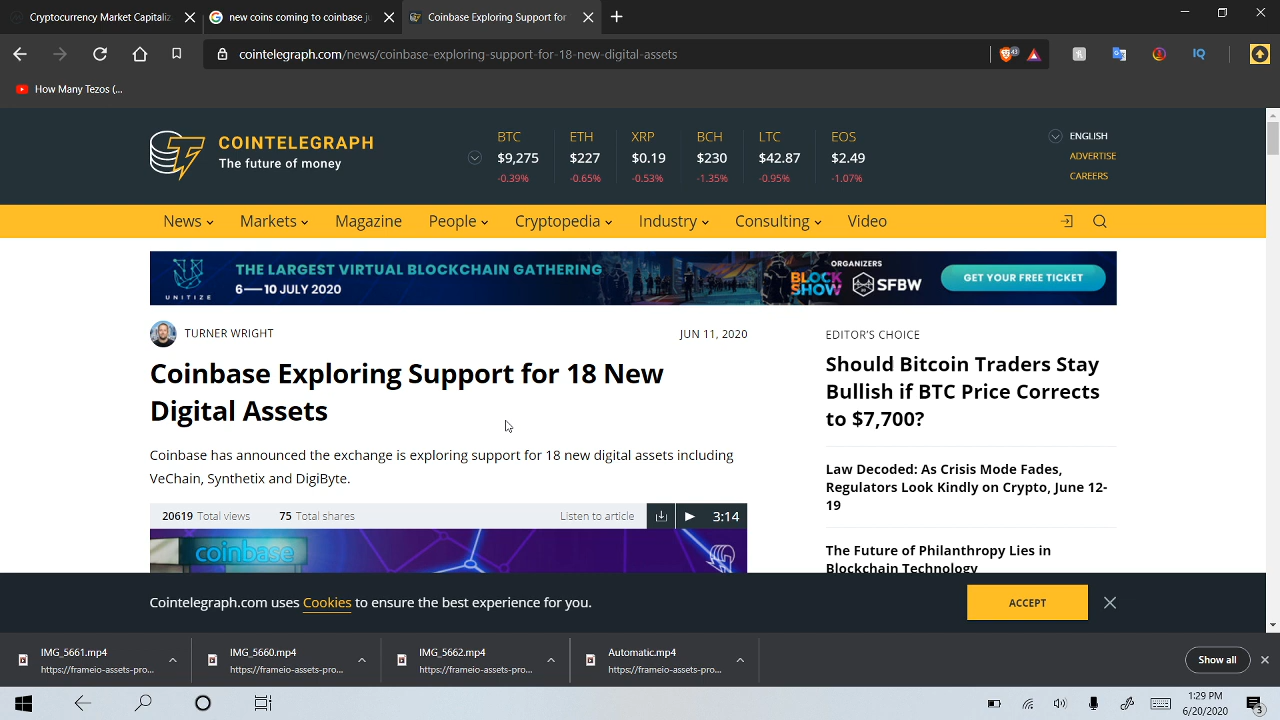 Cryptocurrency Market Capitaliz
new coins coming to coinbase ju
Coinbase Exploring Support for
cointelegraph.com/news/coinbase-exploring-support-for-18-new-digital-assets
43
IQ
How Many Tezos (...
COINTELEGRAPH
The future of money
BTC ETH XRP BCH LTC EOS
$9,275 $227 $0.19 $230 $42.87 $2.49
-0.39% -0.65% -0.53% -1.35% -0.95% -1.07%
ENGLISH
ADVERTISE
CAREERS
News Markets Magazine People Cryptopedia Industry Consulting Video
UNITIZE
THE LARGEST VIRTUAL BLOCKCHAIN GATHERING
6—10 JULY 2020
ORGANIZERS
BLOCK SHOW
SFBW
GET YOUR FREE TICKET
TURNER WRIGHT
JUN 11, 2020
Coinbase Exploring Support for 18 New
Digital Assets
Coinbase has announced the exchange is exploring support for 18 new digital assets including
VeChain, Synthetix and DigiByte.
20619 Total views 75 Total shares Listen to article 3:14
coinbase
EDITOR'S CHOICE
Should Bitcoin Traders Stay
Bullish if BTC Price Corrects
to $7,700?
Law Decoded: As Crisis Mode Fades,
Regulators Look Kindly on Crypto, June 12-
19
The Future of Philanthropy Lies in
Blockchain Technology
Cointelegraph.com uses Cookies to ensure the best experience for you.
ACCEPT
IMG_5661.mp4
https://frameio-assets-pro...
IMG_5660.mp4
https://frameio-assets-pro...
IMG_5662.mp4
https://frameio-assets-pro...
Automatic.mp4
https://frameio-assets-pro...
Show all
1:29 PM
6/20/2020
3